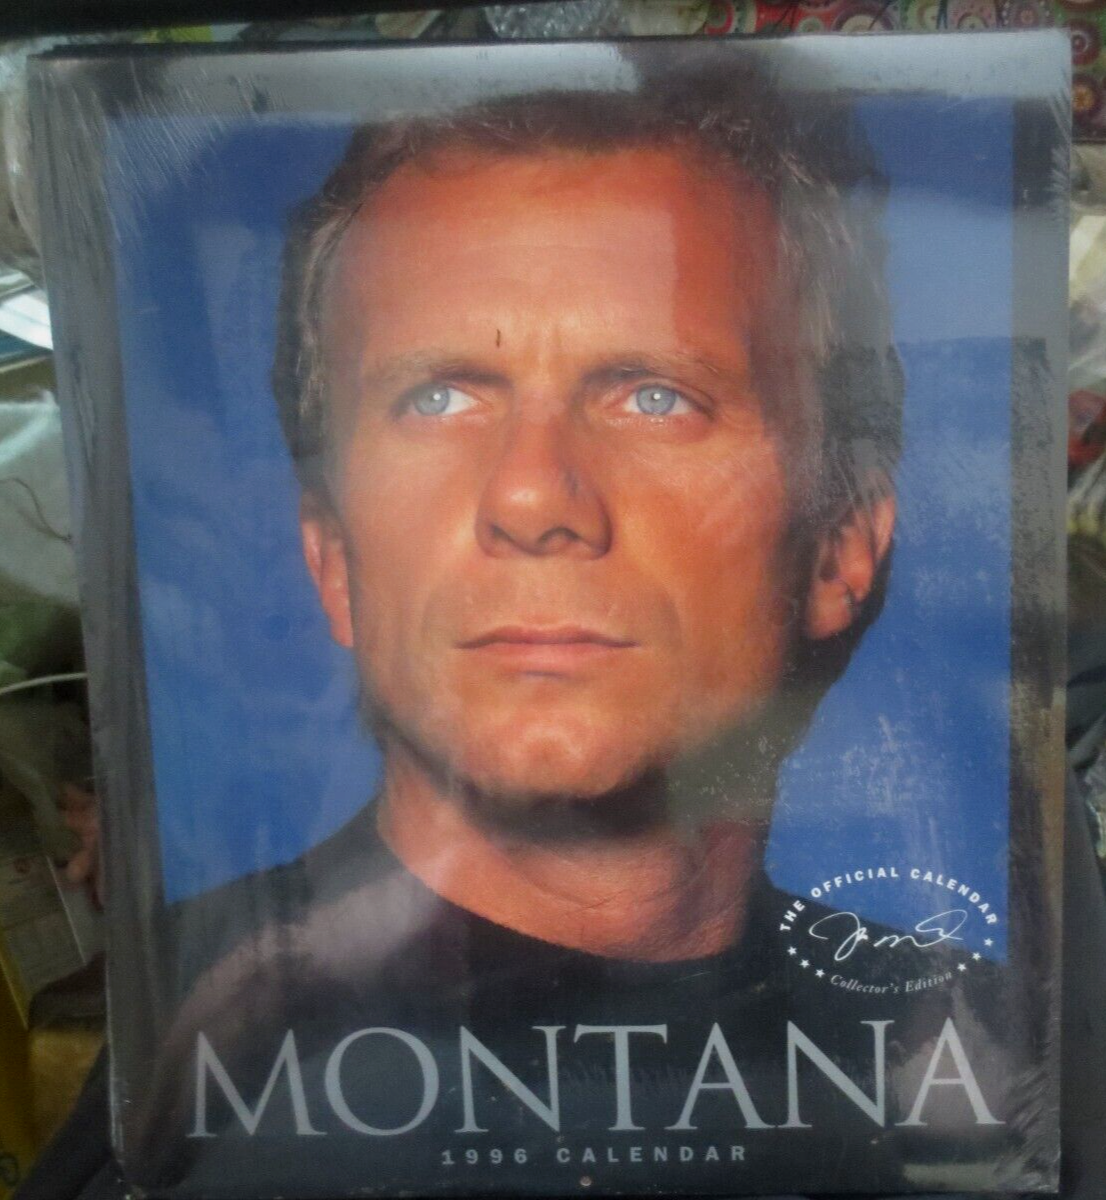 THE OFFICIAL CALENDAR
Collector's Edition
MONTANA
1996 CALENDAR